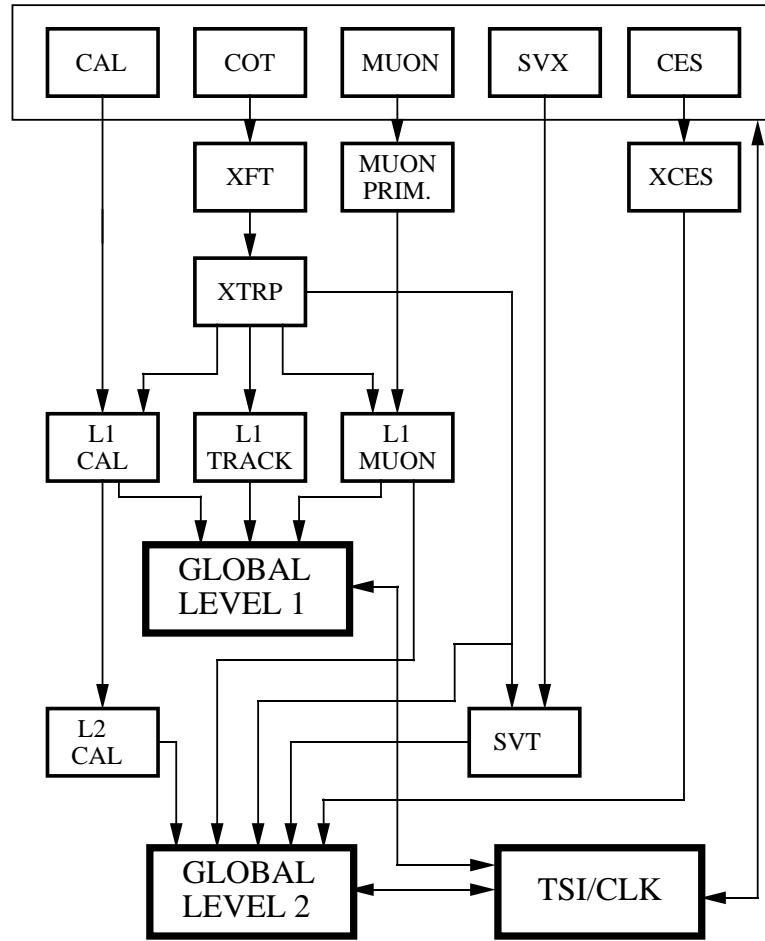 CAL
COT
MUON
SVX
CES
XFT
MUON
PRIM.
XCES
XTRP
L1
CAL
L1
TRACK
L1
MUON
GLOBAL
LEVEL 1
L2
CAL
SVT
GLOBAL
LEVEL 2
TSI/CLK